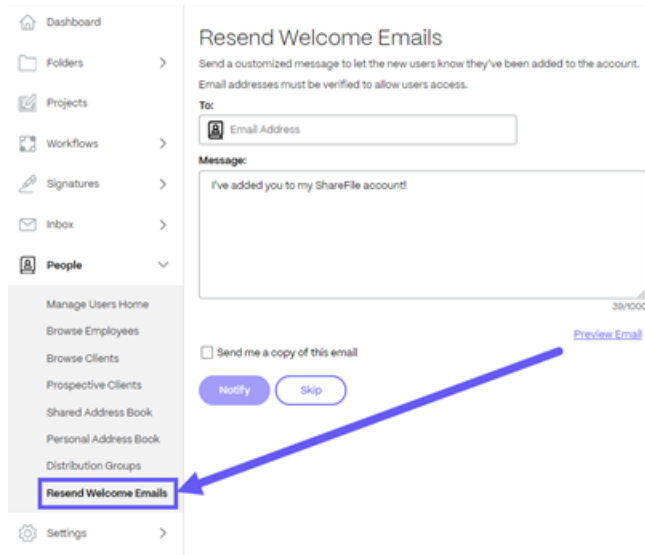 Dashboard
Folders
Projects
Workflows
Signatures
Inbox
People
Manage Users Home
Browse Employees
Browse Clients
Prospective Clients
Shared Address Book
Personal Address Book
Distribution Groups
Resend Welcome Emails
Settings
Resend Welcome Emails
Send a customized message to let the new users know they've been added to the account.
Email addresses must be verified to allow users access.
To:
Email Address
Message:
I've added you to my ShareFile account!
39/1000
Preview Email
Send me a copy of this email
Notify Skip